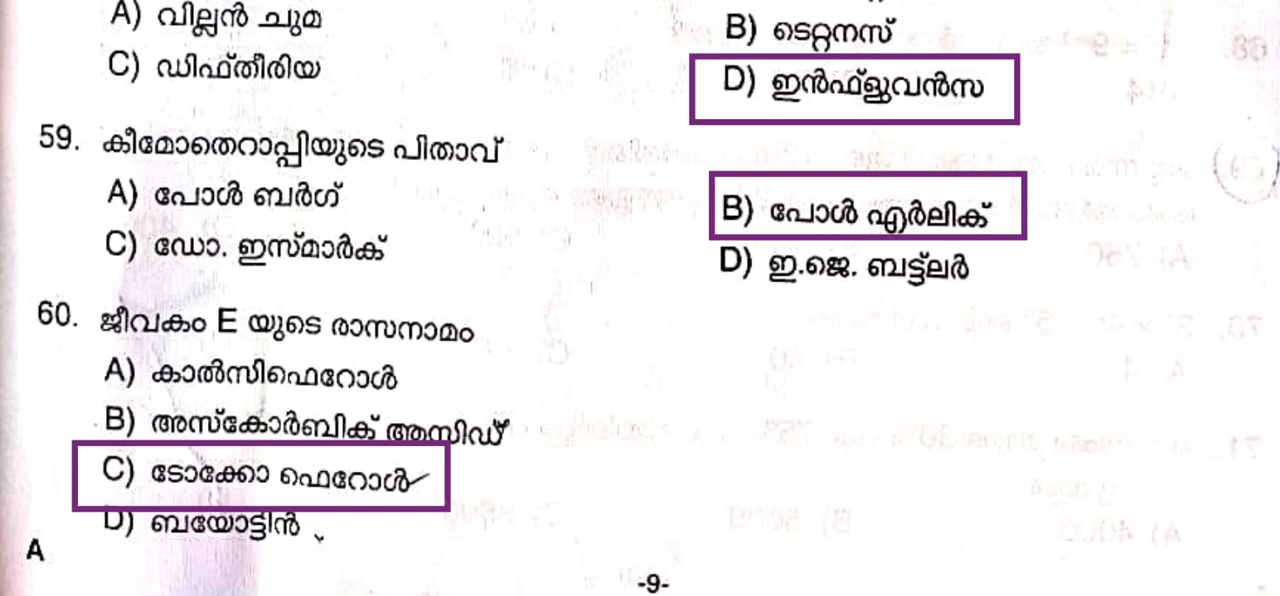 A) വില്ലൻ ചുമ
B) ടെറ്റനസ്
C) ഡിഫ്തീരിയ
D) ഇൻഫ്ളുവൻസ
59. കീമോതെറാപ്പിയുടെ പിതാവ്
A) പോൾ ബർഗ്
B) പോൾ എർലിക്
C) ഡോ. ഇസ്മാർക്
D) ഇ.ജെ. ബട്ട്ലർ
60. ജീവകം E യുടെ രാസനാമം
A) കാൽസിഫെറോൾ
B) അസ്കോർബിക് ആസിഡ്
C) ടോക്കോ ഫെറോൾ
D) ബയോട്ടിൻ
A
-9-